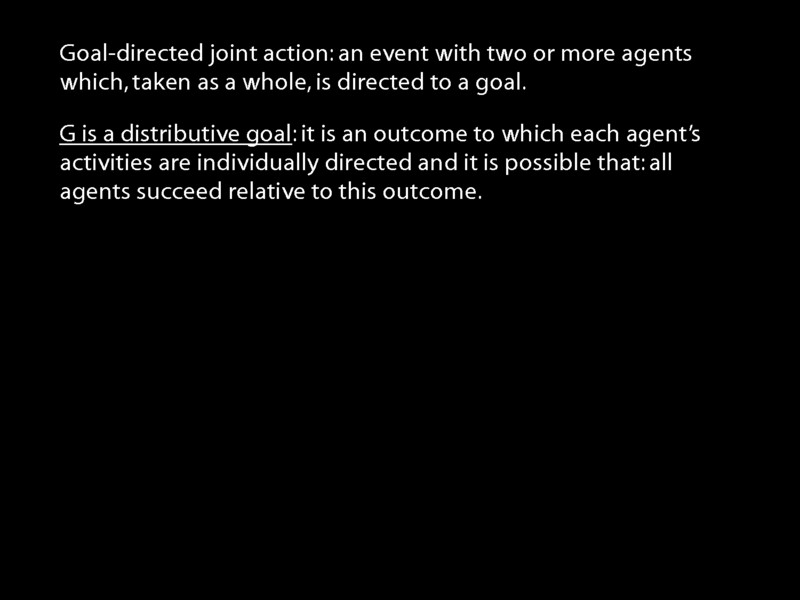 Goal-directed joint action: an event with two or more agents
which, taken as a whole, is directed to a goal.
G is a distributive goal: it is an outcome to which each agent’s
activities are individually directed and it is possible that: all
agents succeed relative to this outcome.